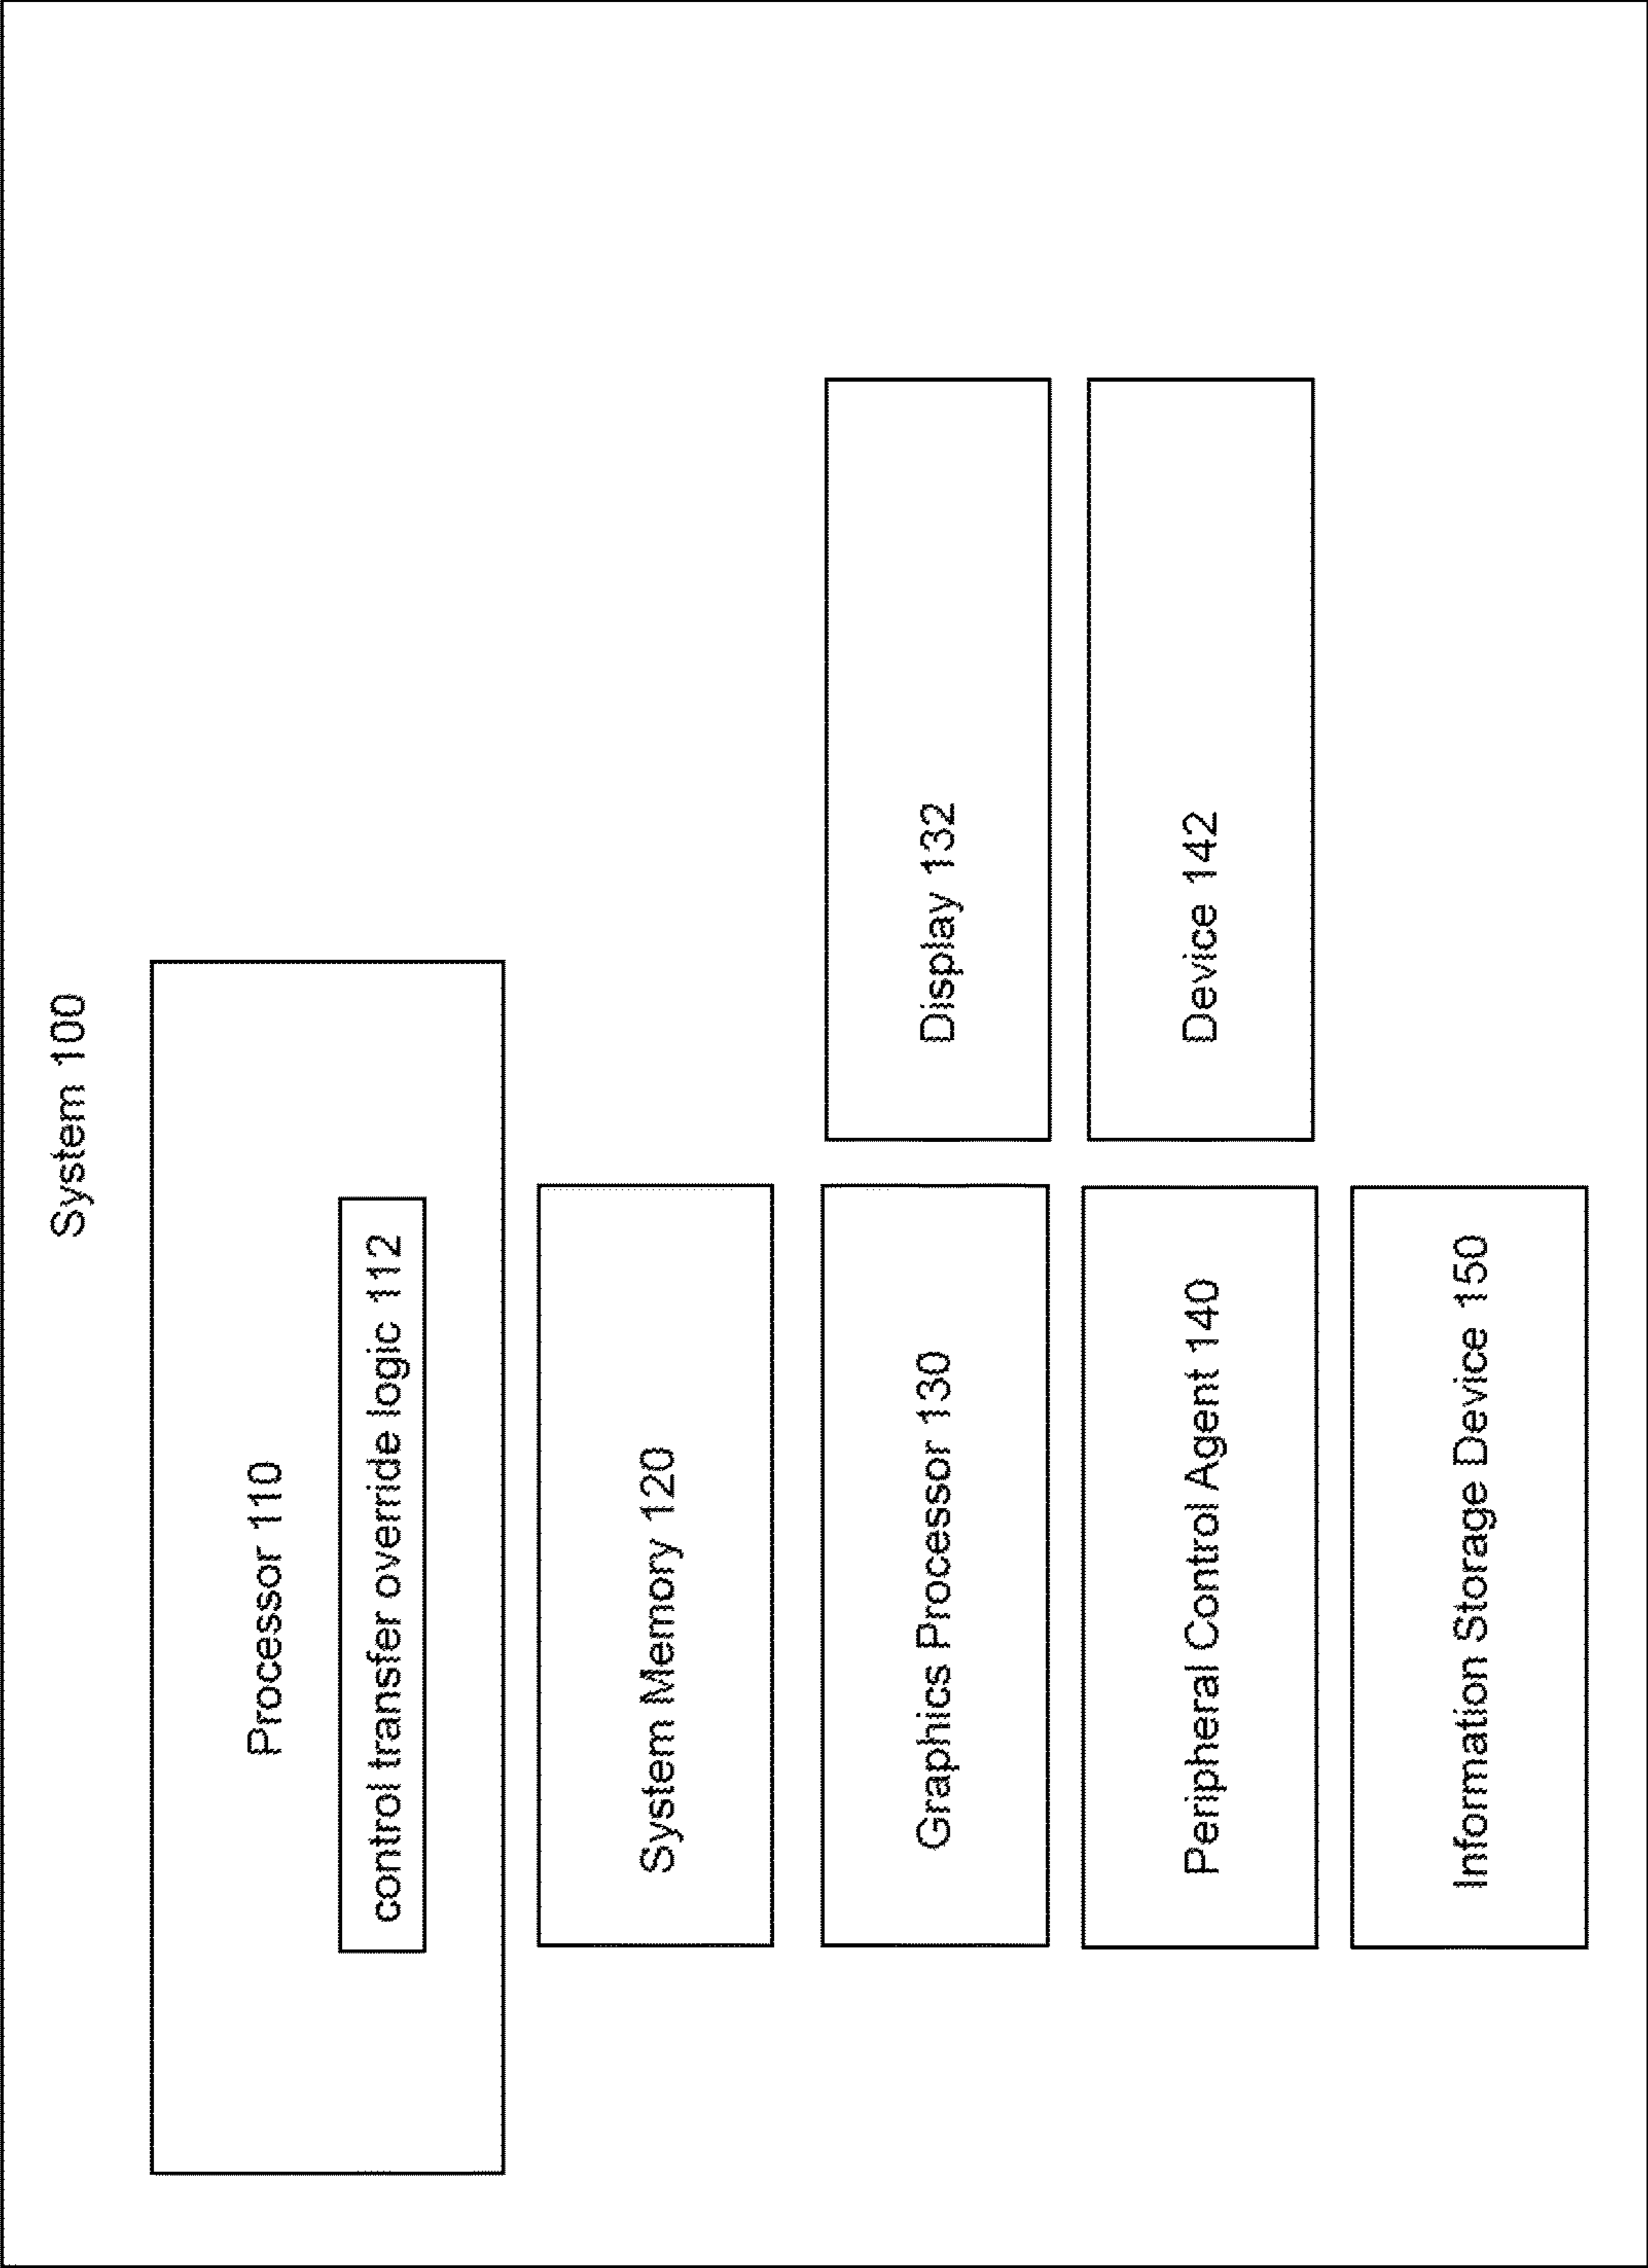 System 100
Processor 110
control transfer override logic 112
System Memory 120
Graphics Processor 130
Display 132
Peripheral Control Agent 140
Device 142
Information Storage Device 150